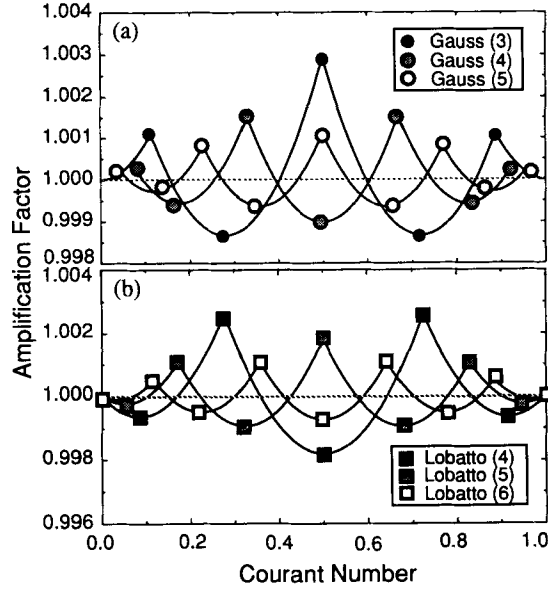 1.004
1.003
1.002
1.001
1.000
0.999
0.998
(a)
Gauss (3)
Gauss (4)
Gauss (5)
Amplification Factor
1.004
1.002
1.000
0.998
0.996
(b)
Lobatto (4)
Lobatto (5)
Lobatto (6)
0.0 0.2 0.4 0.6 0.8 1.0
Courant Number